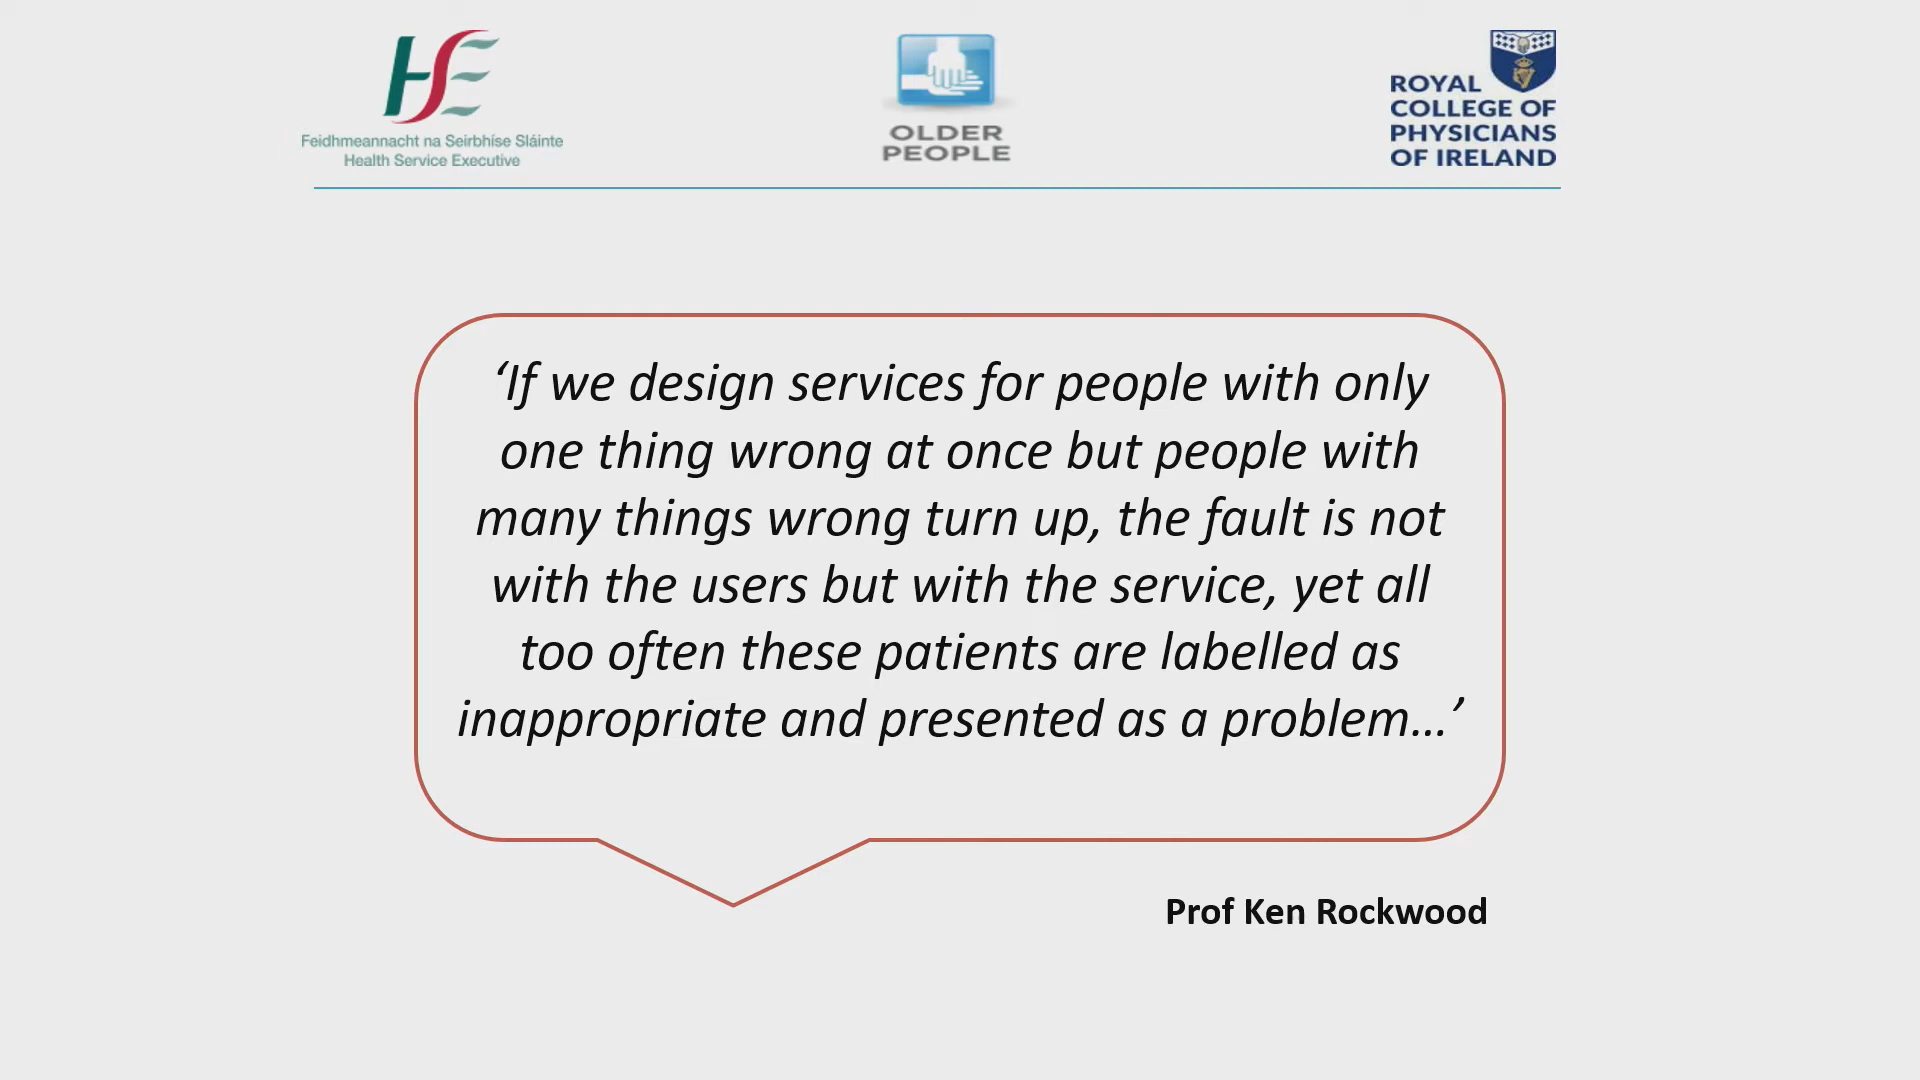 Feidhmeannacht na Seirbhíse Sláinte
Health Service Executive
OLDER
PEOPLE
ROYAL
COLLEGE OF
PHYSICIANS
OF IRELAND
‘If we design services for people with only
one thing wrong at once but people with
many things wrong turn up, the fault is not
with the users but with the service, yet all
too often these patients are labelled as
inappropriate and presented as a problem…’
Prof Ken Rockwood